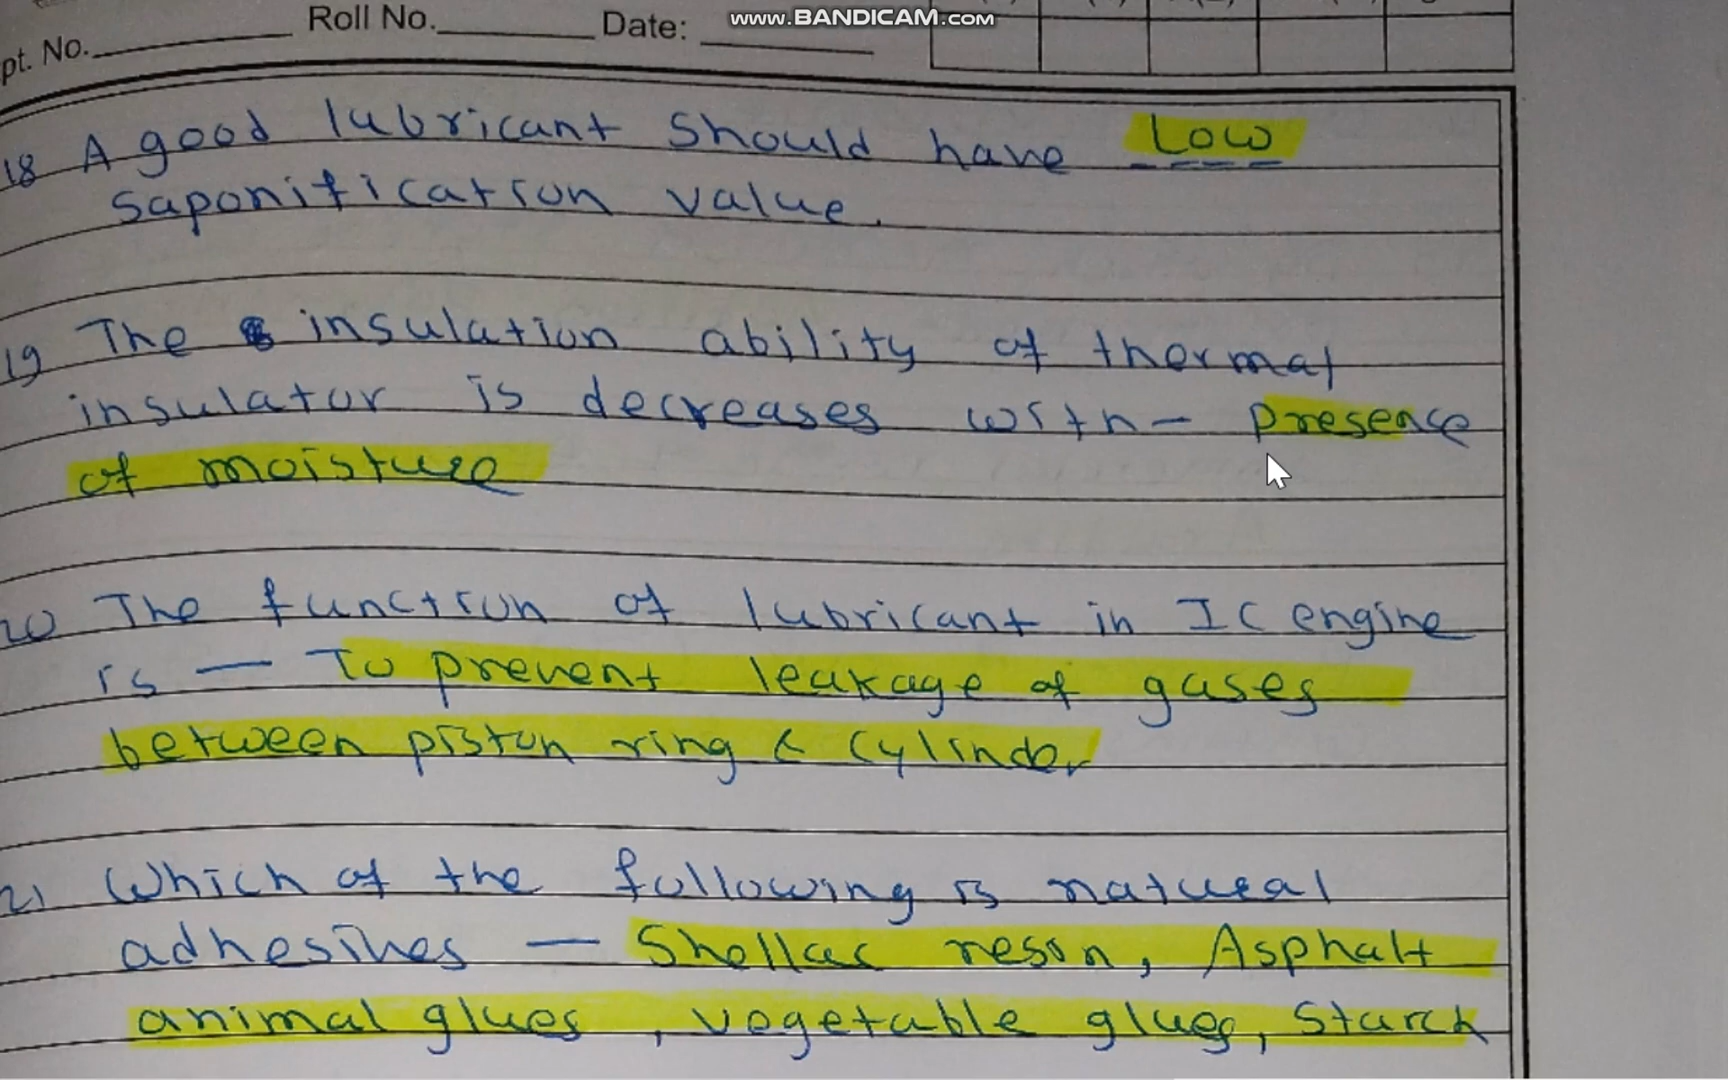 www.BANDICAM.com
pt. No. Roll No. Date:
18 A good lubricant should have Low
saponification value.
19 The insulation ability of thermal
insulator is decreases with - presence
of moisture
20 The function of lubricant in IC engine
is — To prevent leakage of gases
between piston ring & cylinder
21 Which of the following is natural
adhesives — Shellac resin, Asphalt
animal glues, vegetable glues, Starch